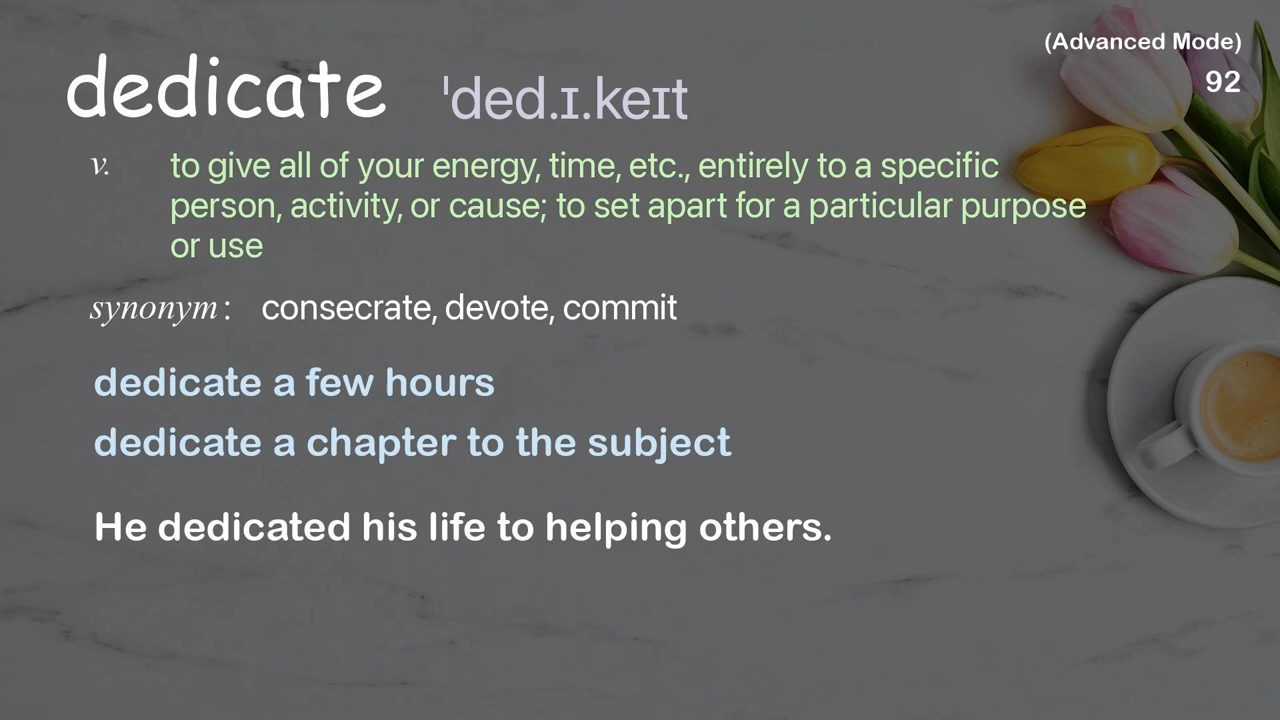 (Advanced Mode)
92
dedicate ˈded.ɪ.keɪt
v. to give all of your energy, time, etc., entirely to a specific
person, activity, or cause; to set apart for a particular purpose
or use
synonym : consecrate, devote, commit
dedicate a few hours
dedicate a chapter to the subject
He dedicated his life to helping others.